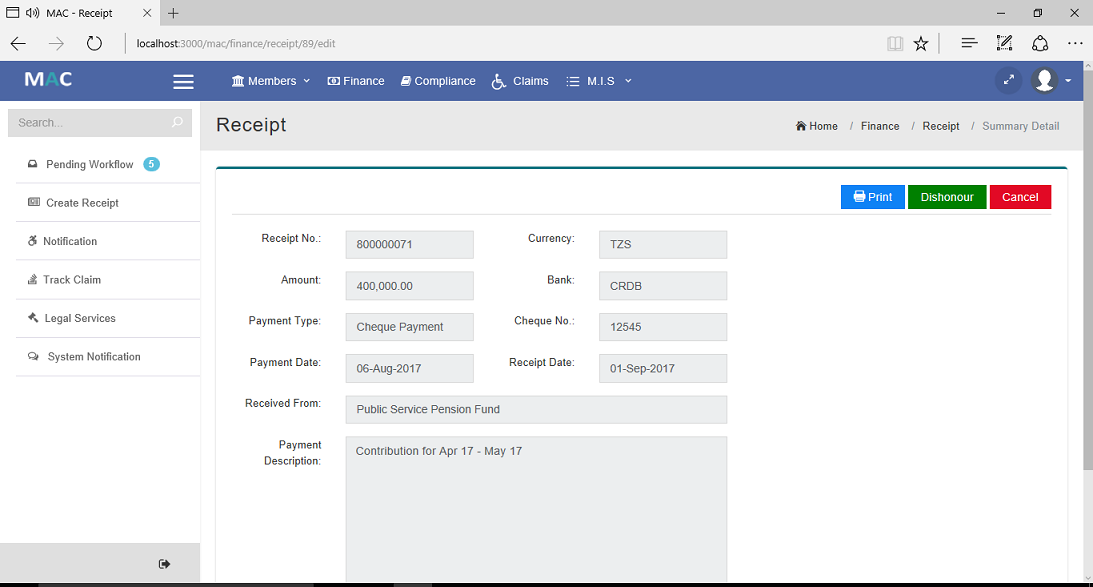 MAC - Receipt
localhost:3000/mac/finance/receipt/89/edit
MAC
Members Finance Compliance Claims M.I.S
Search...
Receipt
Home / Finance / Receipt / Summary Detail
Pending Workflow 5
Create Receipt
Notification
Track Claim
Legal Services
System Notification
Print Dishonour Cancel
Receipt No.: 800000071 Currency: TZS
Amount: 400,000.00 Bank: CRDB
Payment Type: Cheque Payment Cheque No.: 12545
Payment Date: 06-Aug-2017 Receipt Date: 01-Sep-2017
Received From: Public Service Pension Fund
Payment
Description:
Contribution for Apr 17 - May 17